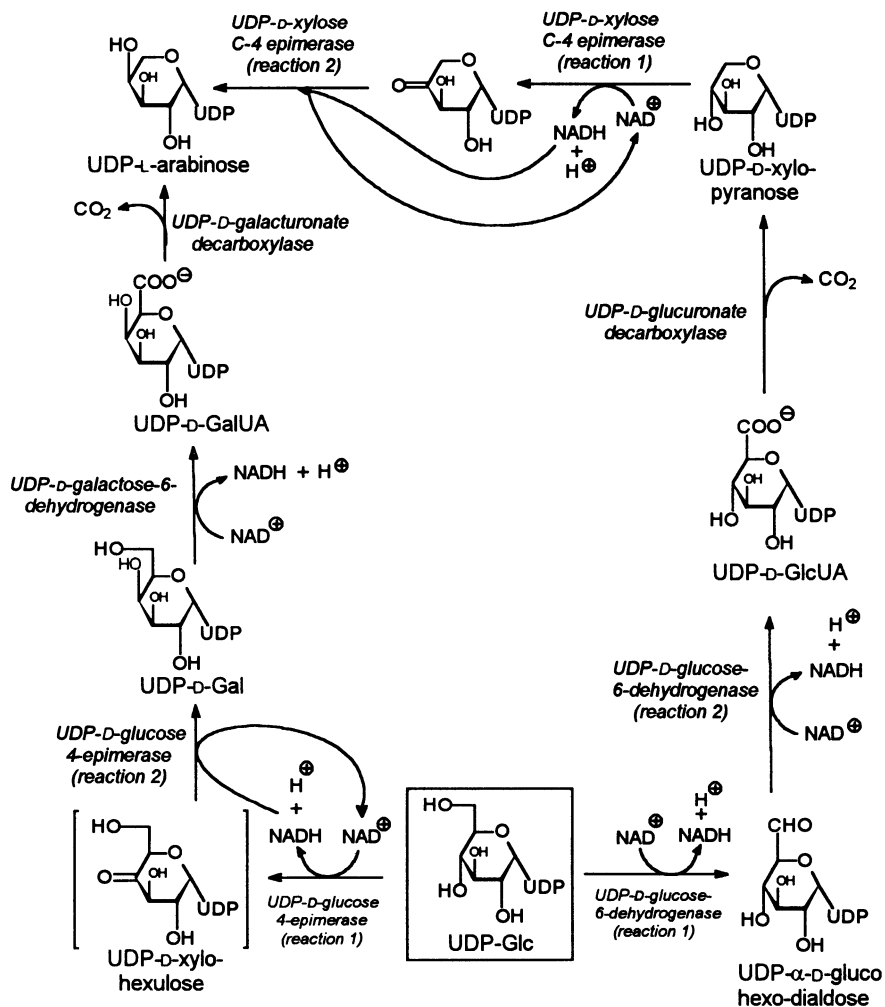 UDP-D-xylose
C-4 epimerase
(reaction 2)
UDP-D-xylose
C-4 epimerase
(reaction 1)
HO
O
OH
UDP
OH
UDP-L-arabinose
O
O
OH
UDP
OH
NADH
+
H⊕
NAD⊕
O
OH
HO
UDP
OH
UDP-D-xylo-
pyranose
CO2
UDP-D-galacturonate
decarboxylase
UDP-D-glucuronate
decarboxylase
CO2
COO⊖
HO
O
OH
UDP
OH
UDP-D-GalUA
COO⊖
O
OH
HO
UDP
OH
UDP-D-GlcUA
UDP-D-galactose-6-
dehydrogenase
NADH + H⊕
NAD⊕
HO
HO
O
OH
UDP
OH
UDP-D-Gal
UDP-D-glucose-
6-dehydrogenase
(reaction 2)
H⊕
+
NADH
NAD⊕
UDP-D-glucose
4-epimerase
(reaction 2)
H⊕
+
NADH
NAD⊕
HO
O
O
OH
UDP
OH
UDP-D-xylo-
hexulose
UDP-D-glucose
4-epimerase
(reaction 1)
HO
O
OH
HO
UDP
OH
UDP-Glc
NAD⊕
H⊕
+
NADH
UDP-D-glucose-
6-dehydrogenase
(reaction 1)
CHO
O
OH
HO
UDP
OH
UDP-α-D-gluco
hexo-dialdose